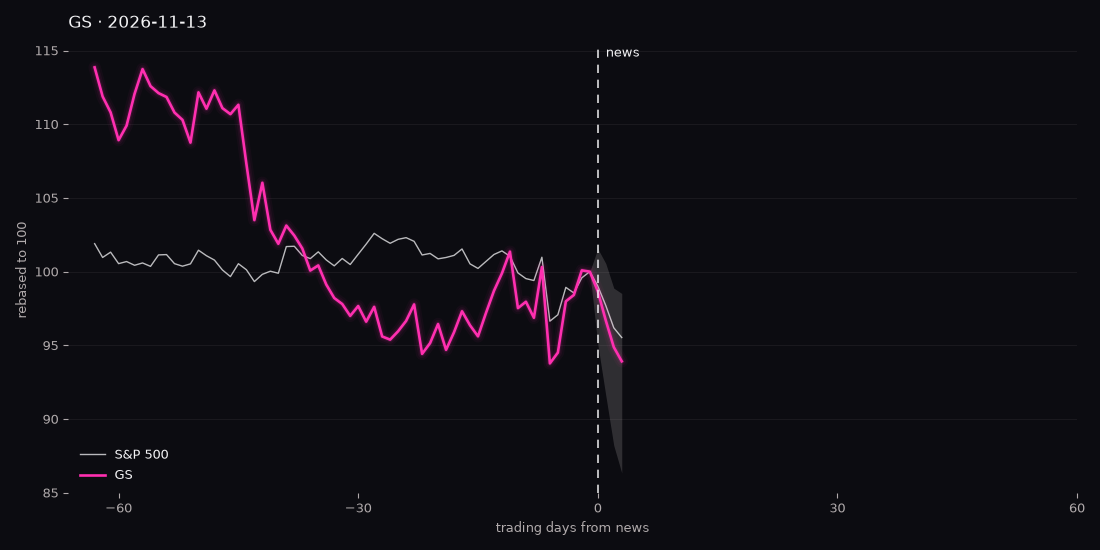 GS · 2026-11-13
115
110
105
100
95
90
85
rebased to 100
news
S&P 500
GS
−60
−30
0
30
60
trading days from news